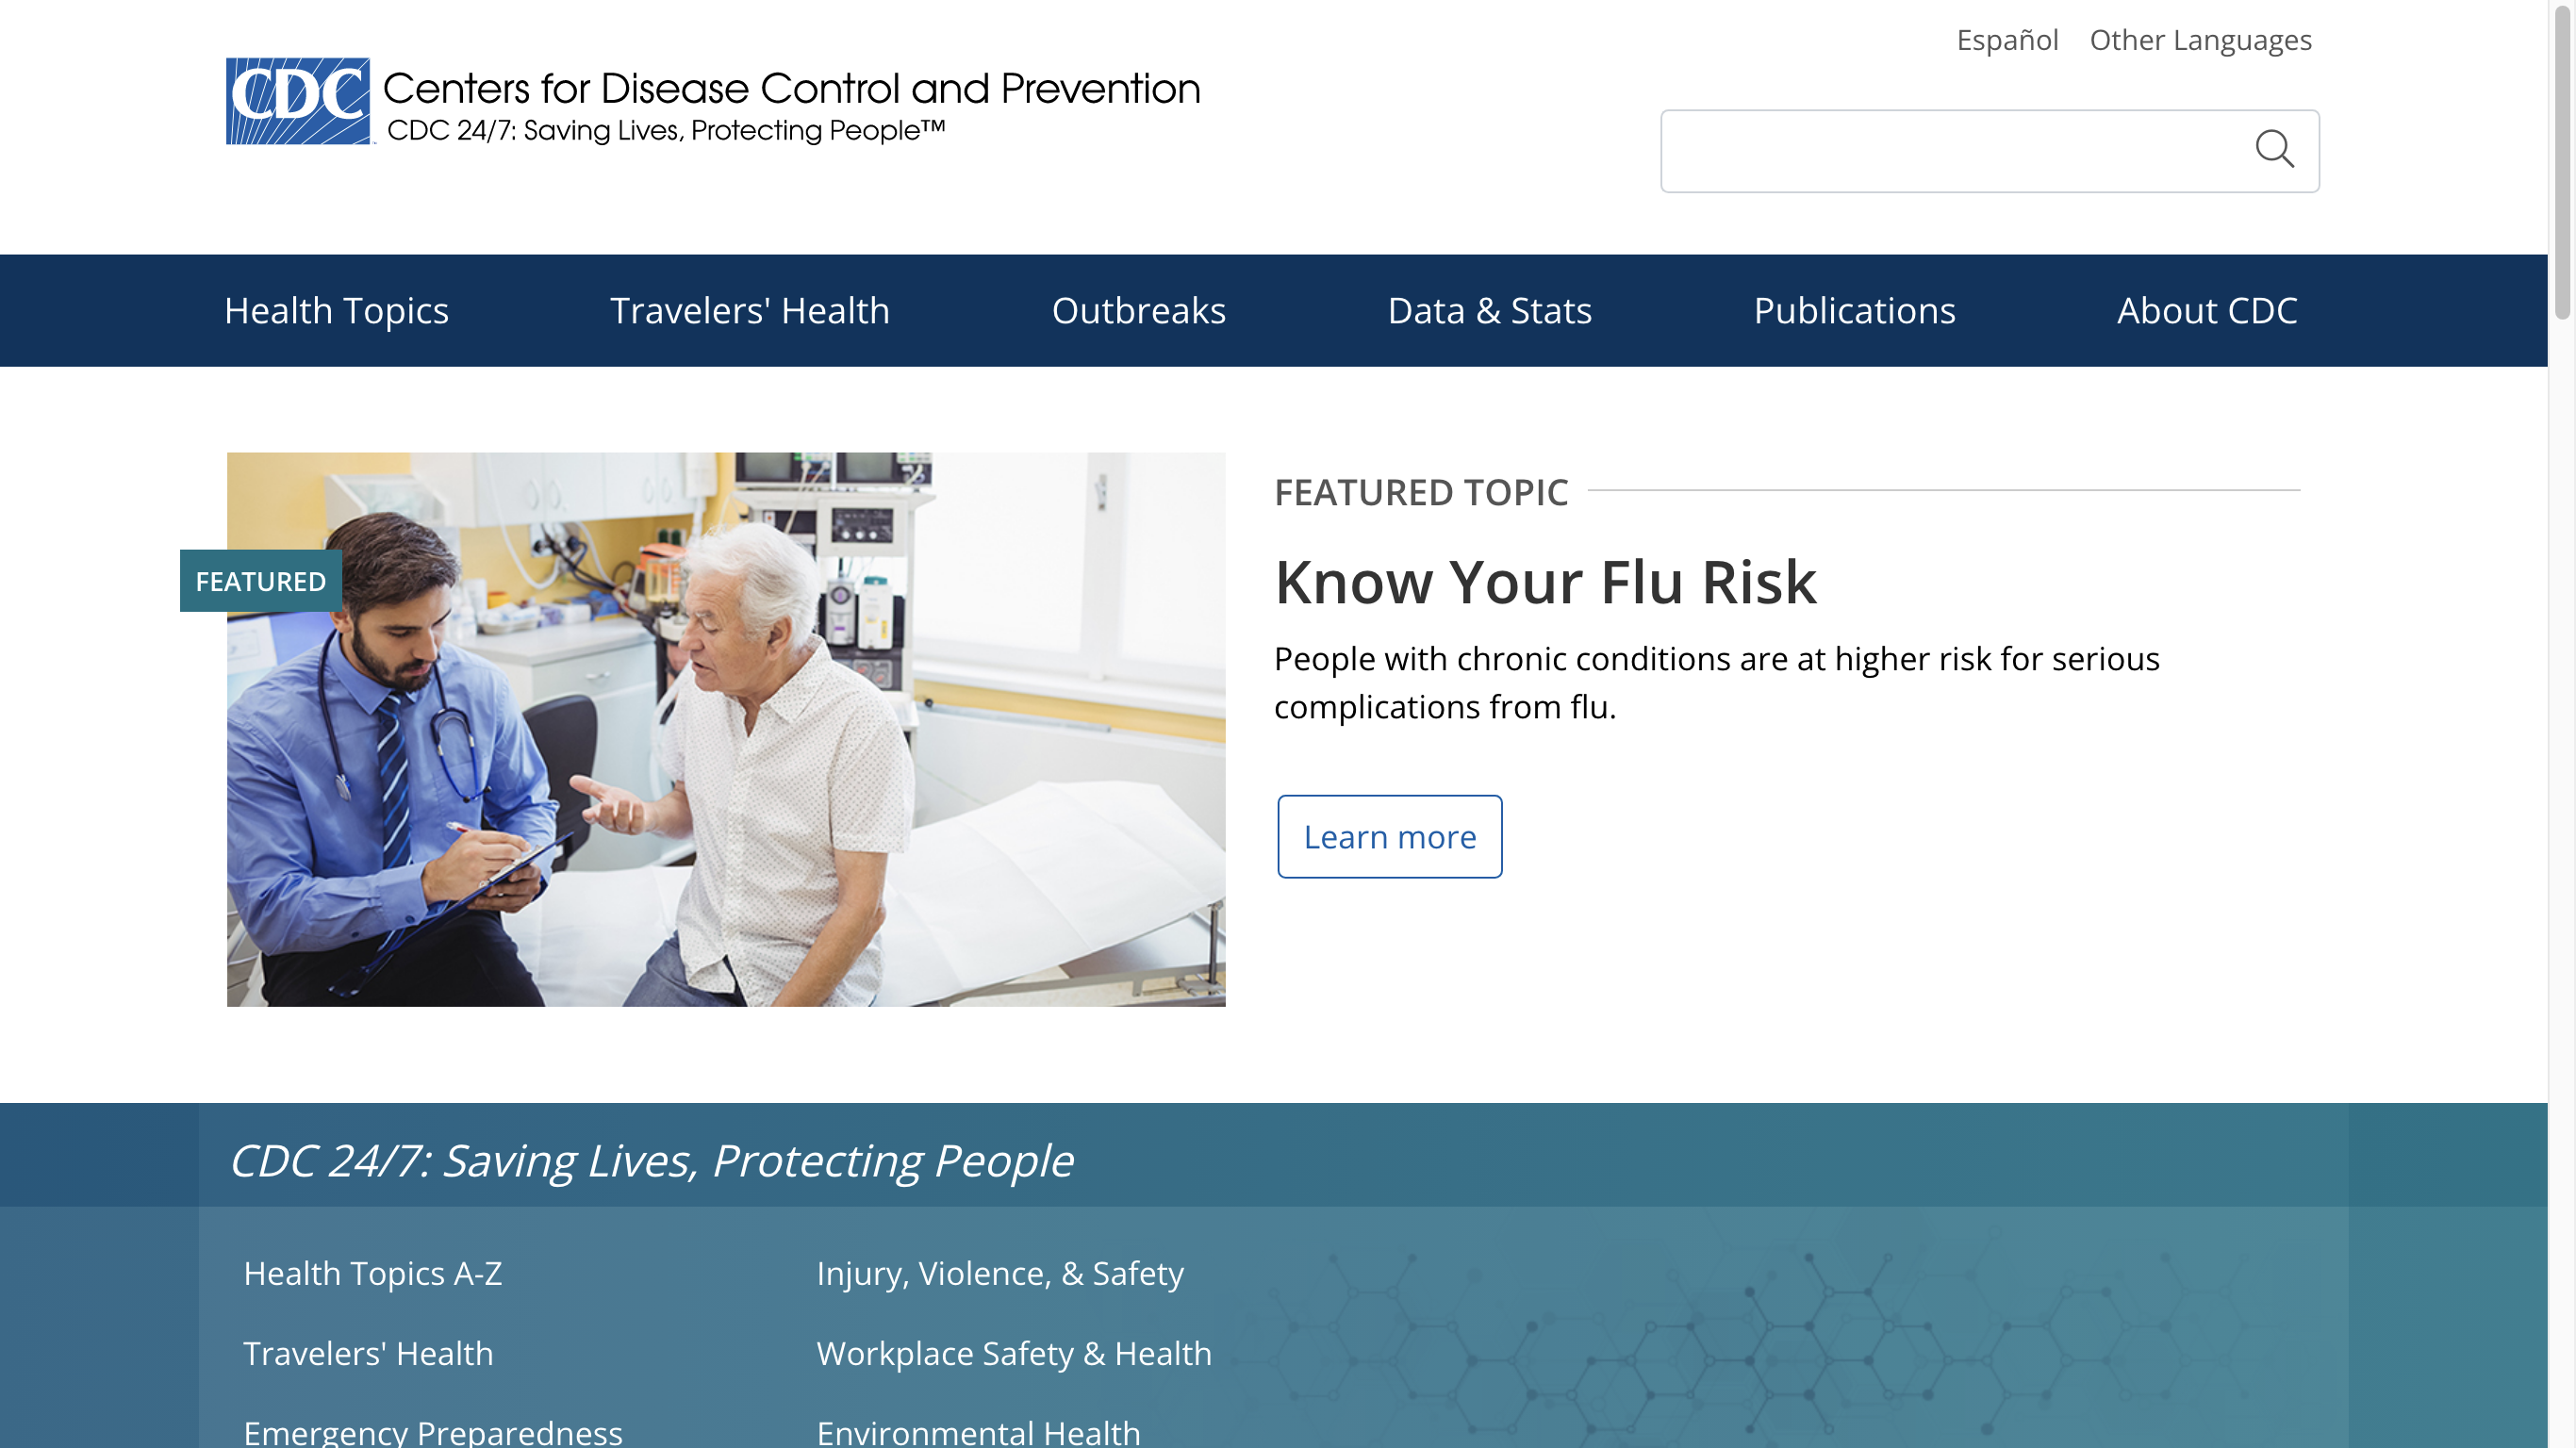 Español Other Languages
CDC Centers for Disease Control and Prevention
CDC 24/7: Saving Lives, Protecting People™
Health Topics Travelers' Health Outbreaks Data & Stats Publications About CDC
FEATURED
FEATURED TOPIC
Know Your Flu Risk
People with chronic conditions are at higher risk for serious
complications from flu.
Learn more
CDC 24/7: Saving Lives, Protecting People
Health Topics A-Z
Injury, Violence, & Safety
Travelers' Health
Workplace Safety & Health
Emergency Preparedness
Environmental Health